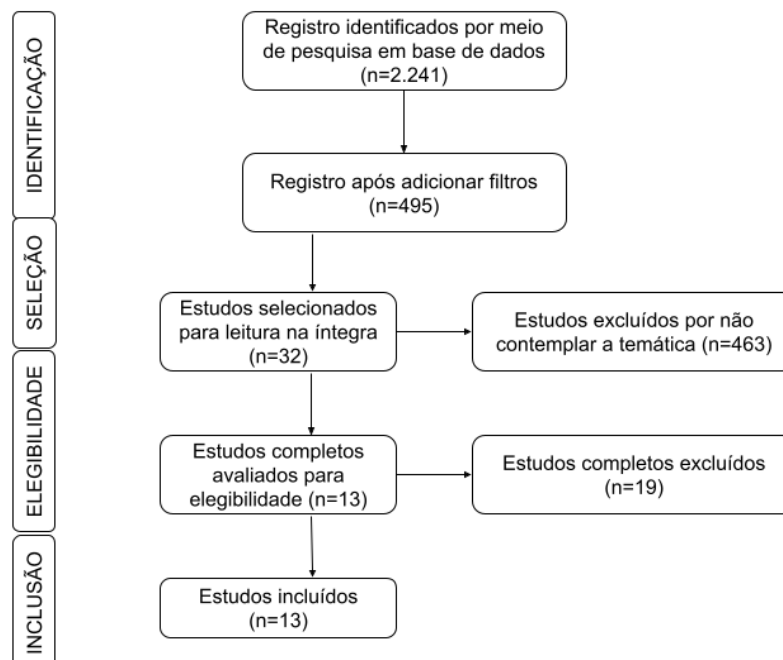 IDENTIFICAÇÃO
Registro identificados por meio
de pesquisa em base de dados
(n=2.241)
Registro após adicionar filtros
(n=495)
SELEÇÃO
Estudos selecionados
para leitura na íntegra
(n=32)
Estudos excluídos por não
contemplar a temática (n=463)
ELEGIBILIDADE
Estudos completos
avaliados para
elegibilidade (n=13)
Estudos completos excluídos
(n=19)
INCLUSÃO
Estudos incluídos
(n=13)